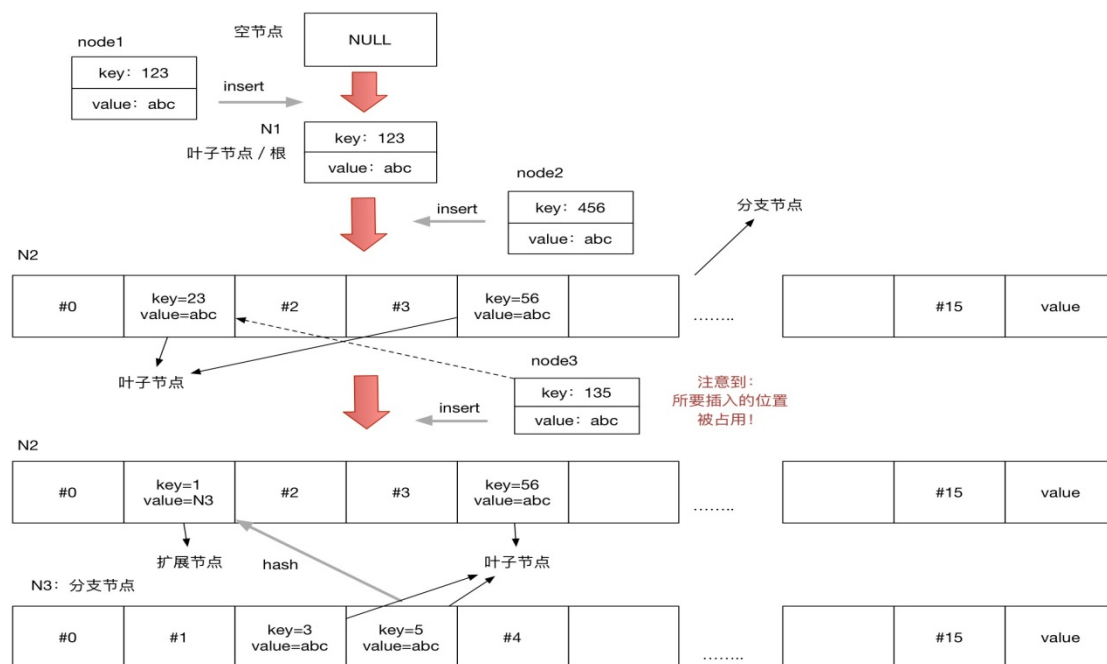 空节点
NULL
node1
key：123
value：abc
insert
N1
叶子节点 / 根
key：123
value：abc
node2
key：456
value：abc
insert
分支节点
N2
#0
key=23
value=abc
#2
#3
key=56
value=abc
........
#15
value
叶子节点
node3
key：135
value：abc
insert
注意到：
所要插入的位置
被占用！
N2
#0
key=1
value=N3
#2
#3
key=56
value=abc
........
#15
value
扩展节点
hash
叶子节点
N3：分支节点
#0
#1
key=3
value=abc
key=5
value=abc
#4
........
#15
value